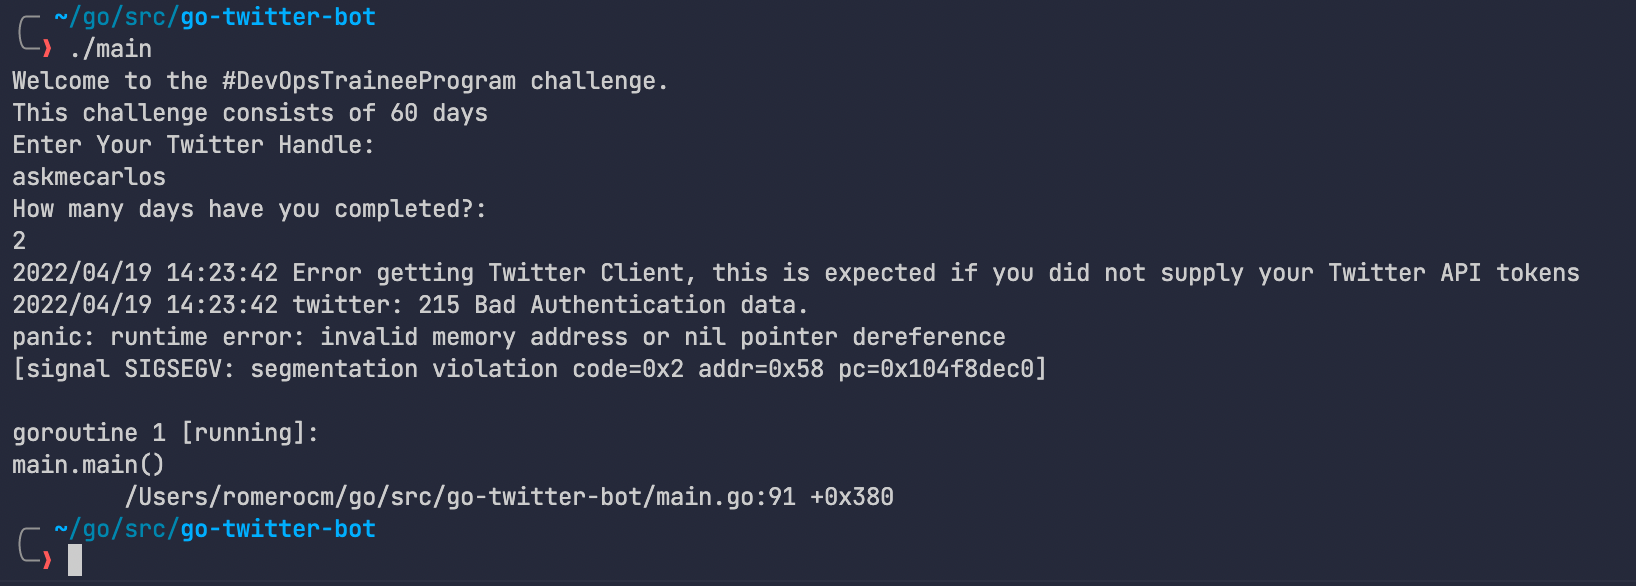 ~/go/src/go-twitter-bot
❯ ./main
Welcome to the #DevOpsTraineeProgram challenge.
This challenge consists of 60 days
Enter Your Twitter Handle:
askmecarlos
How many days have you completed?:
2
2022/04/19 14:23:42 Error getting Twitter Client, this is expected if you did not supply your Twitter API tokens
2022/04/19 14:23:42 twitter: 215 Bad Authentication data.
panic: runtime error: invalid memory address or nil pointer dereference
[signal SIGSEGV: segmentation violation code=0x2 addr=0x58 pc=0x104f8dec0]
goroutine 1 [running]:
main.main()
/Users/romerocm/go/src/go-twitter-bot/main.go:91 +0x380
~/go/src/go-twitter-bot
❯